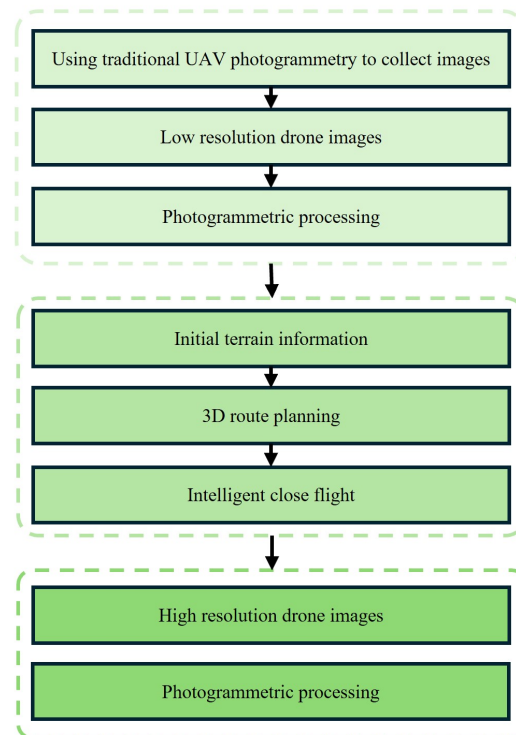 Using traditional UAV photogrammetry to collect images
Low resolution drone images
Photogrammetric processing
Initial terrain information
3D route planning
Intelligent close flight
High resolution drone images
Photogrammetric processing